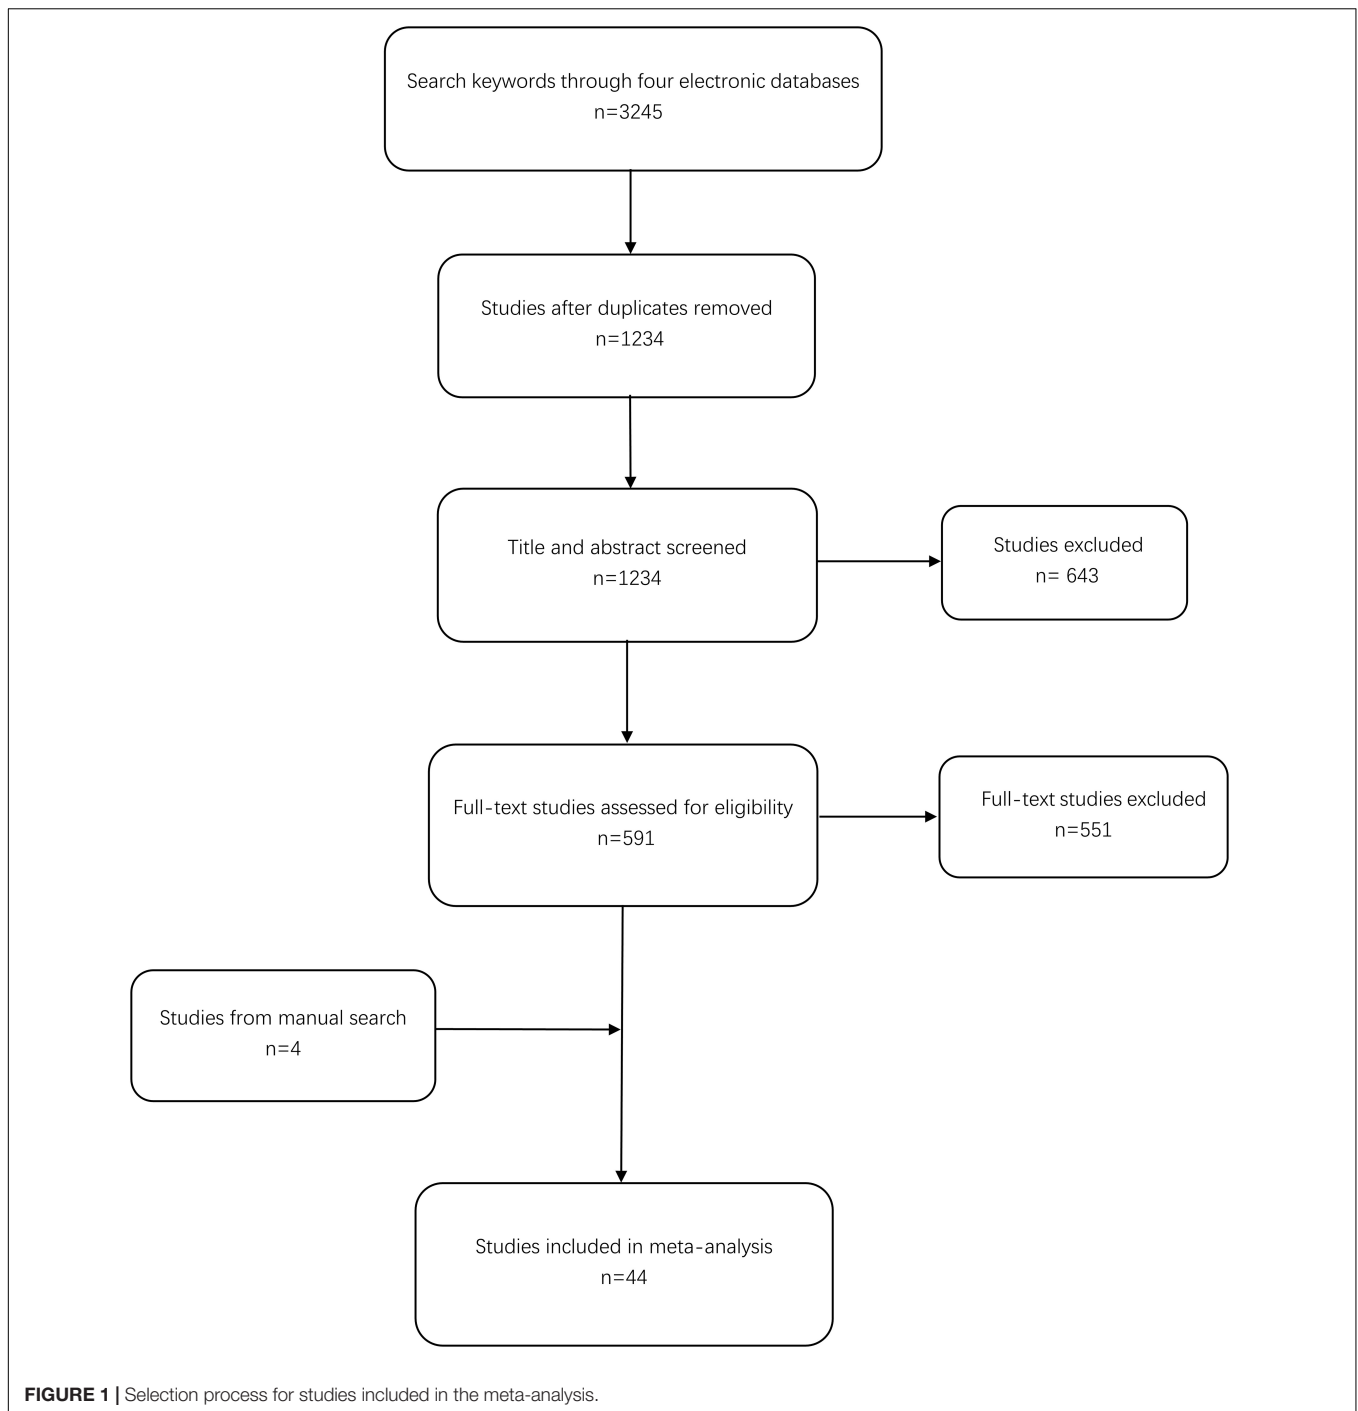 Search keywords through four electronic databases
n=3245
Studies after duplicates removed
n=1234
Title and abstract screened
n=1234
Studies excluded
n= 643
Full-text studies assessed for eligibility
n=591
Full-text studies excluded
n=551
Studies from manual search
n=4
Studies included in meta-analysis
n=44
FIGURE 1 | Selection process for studies included in the meta-analysis.